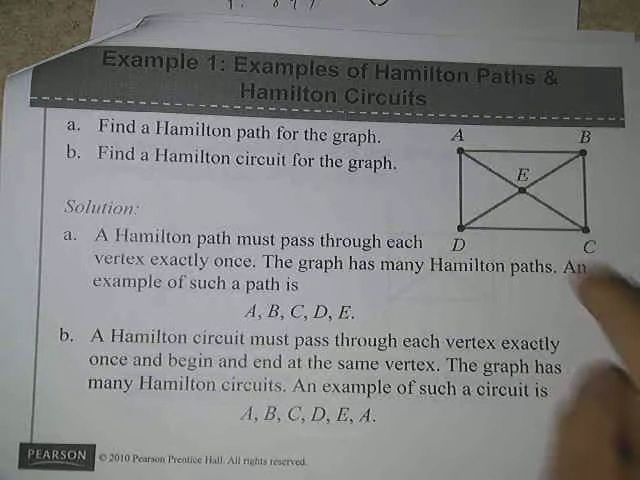 Example 1: Examples of Hamilton Paths &
Hamilton Circuits
a. Find a Hamilton path for the graph.
b. Find a Hamilton circuit for the graph.
A
B
E
D
C
Solution:
a. A Hamilton path must pass through each
vertex exactly once. The graph has many Hamilton paths. An
example of such a path is
A, B, C, D, E.
b. A Hamilton circuit must pass through each vertex exactly
once and begin and end at the same vertex. The graph has
many Hamilton circuits. An example of such a circuit is
A, B, C, D, E, A.
PEARSON
© 2010 Pearson Prentice Hall. All rights reserved.